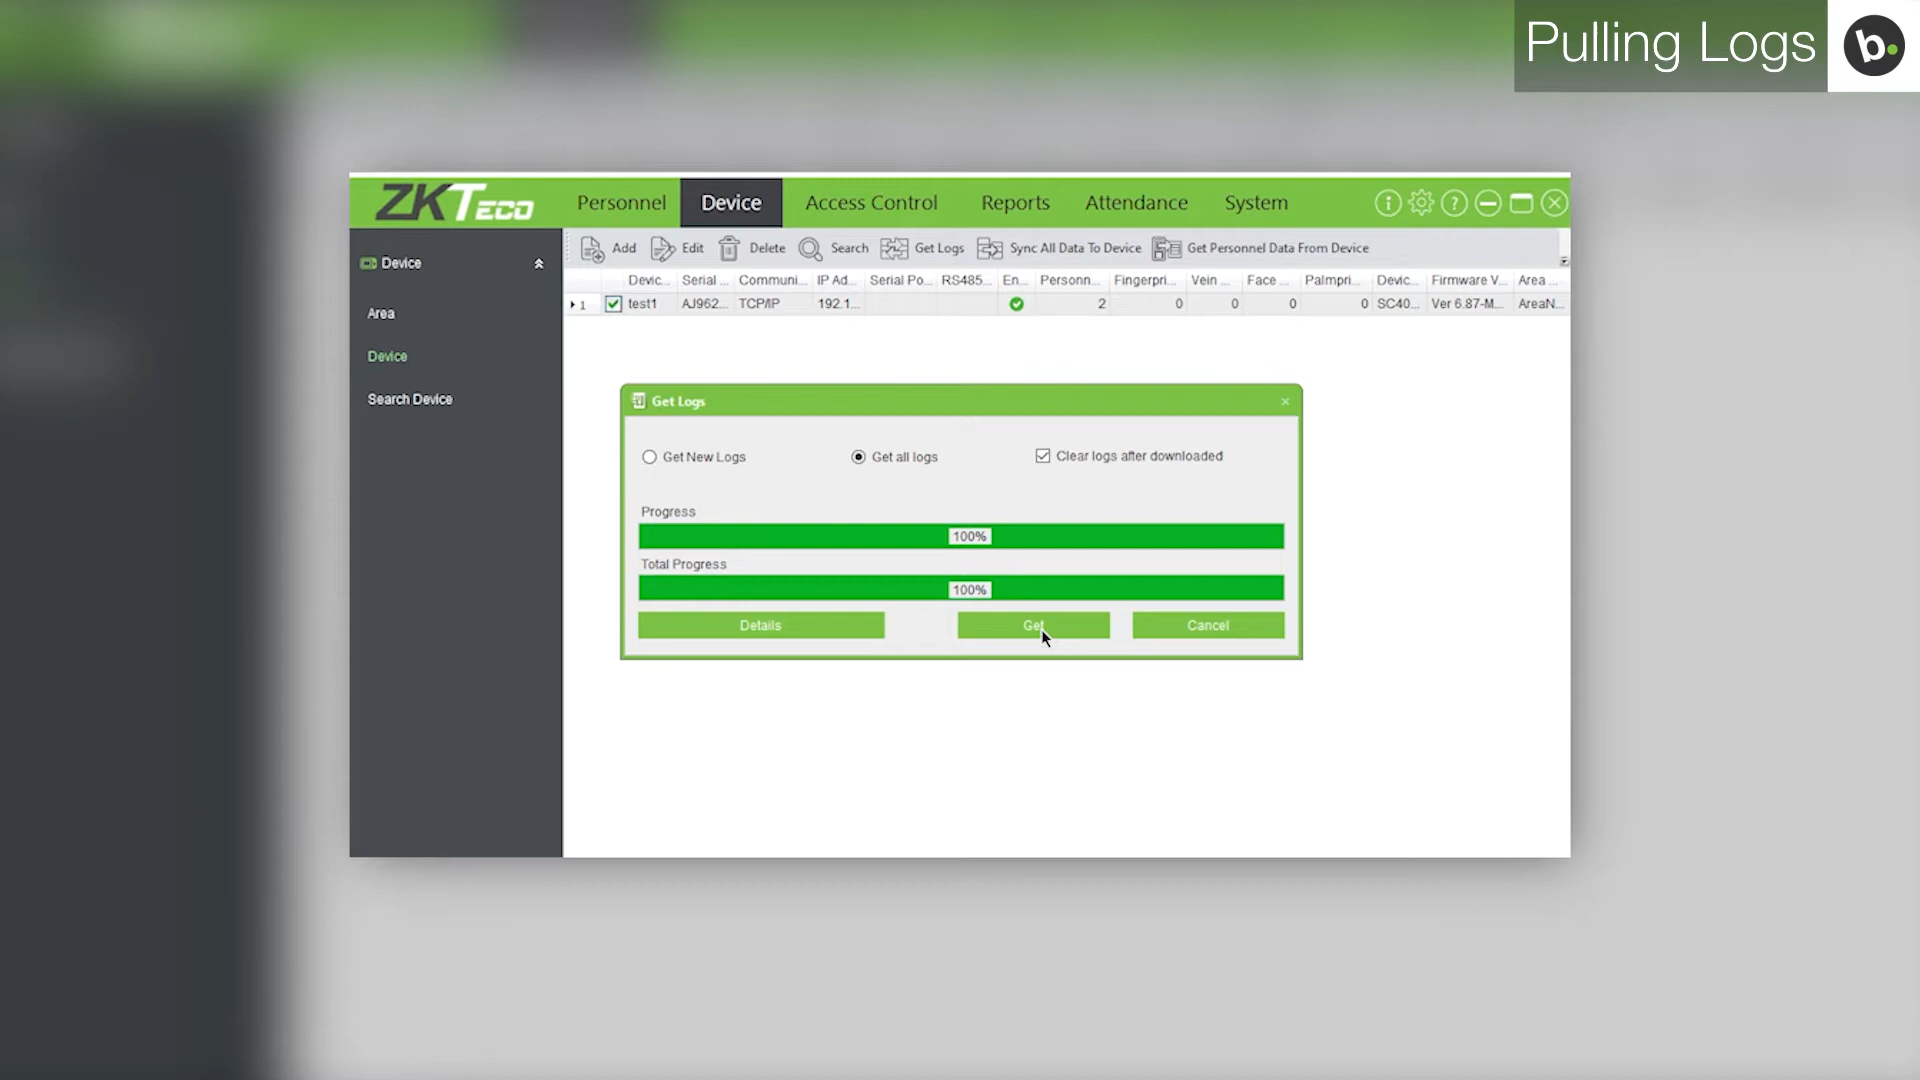 Pulling Logs
b.
ZKTECO
Personnel Device Access Control Reports Attendance System
Device
Add Edit Delete Search Get Logs Sync All Data To Device Get Personnel Data From Device
Devic... Serial ... Communi... IP Ad... Serial Po... RS485... En... Personn... Fingerpri... Vein ... Face ... Palmpri... Devic... Firmware V... Area ...
1 test1 AJ962... TCP/IP 192.1... 2 0 0 0 0 SC40... Ver 6.87-M... AreaN...
Area
Device
Search Device
Get Logs
Get New Logs Get all logs Clear logs after downloaded
Progress
100%
Total Progress
100%
Details Get Cancel